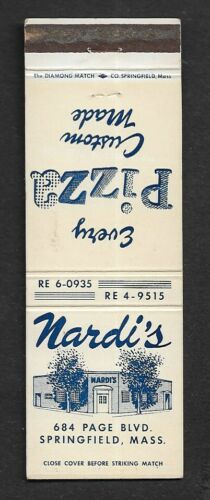 The DIAMOND MATCH CO. SPRINGFIELD, Mass
Every
Pizza
Custom
Made
RE 6-0935
RE 4-9515
Nardi's
NARDI'S
684 PAGE BLVD.
SPRINGFIELD, MASS.
CLOSE COVER BEFORE STRIKING MATCH